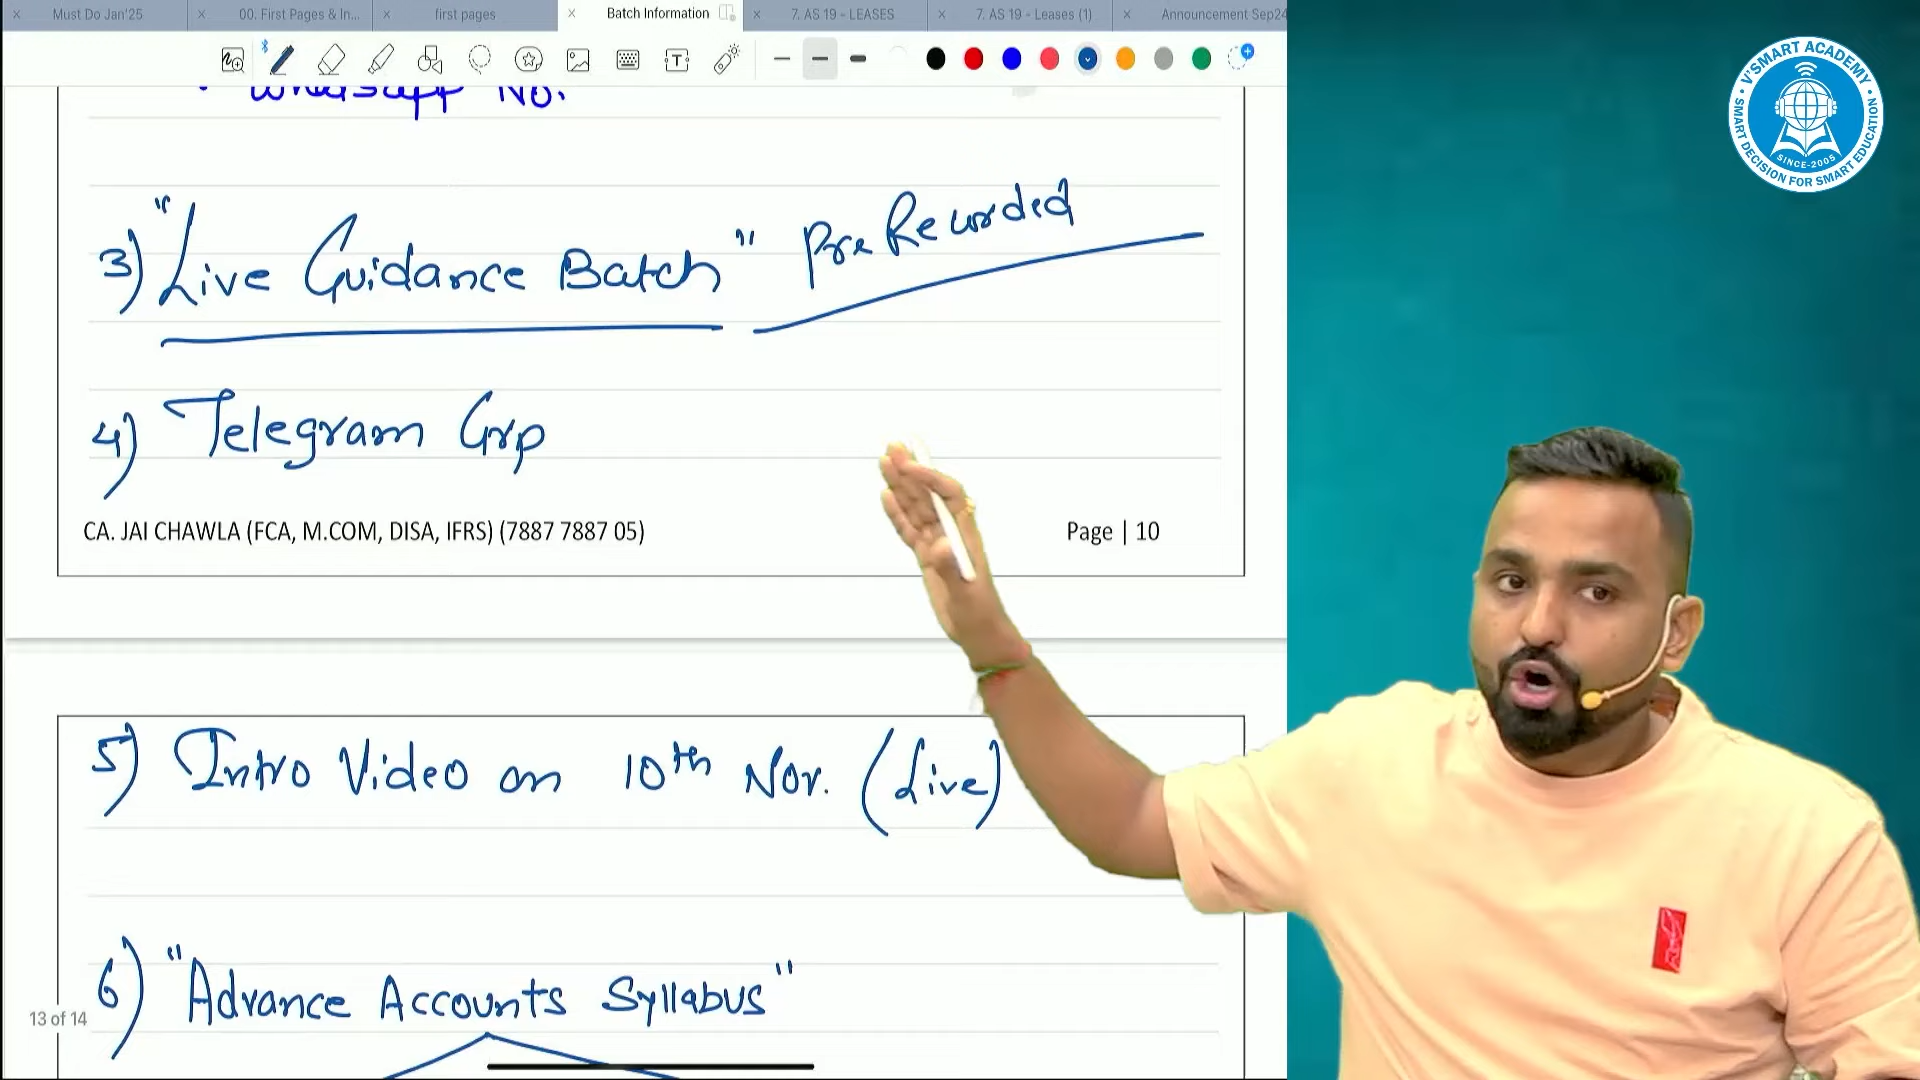 Must Do Jan'25
00. First Pages & In...
first pages
Batch Information
7. AS 19 - LEASES
7. AS 19 - Leases (1)
Announcement Sep24
V'SMART ACADEMY
SINCE-2005
SMART DECISION FOR SMART EDUCATION
Whatsapp No.
3) "Live Guidance Batch" Pre Recorded
4) Telegram Grp
CA. JAI CHAWLA (FCA, M.COM, DISA, IFRS) (7887 7887 05)
Page | 10
5) Intro Video on 10th Nov. (Live)
6) "Advance Accounts Syllabus"
13 of 14